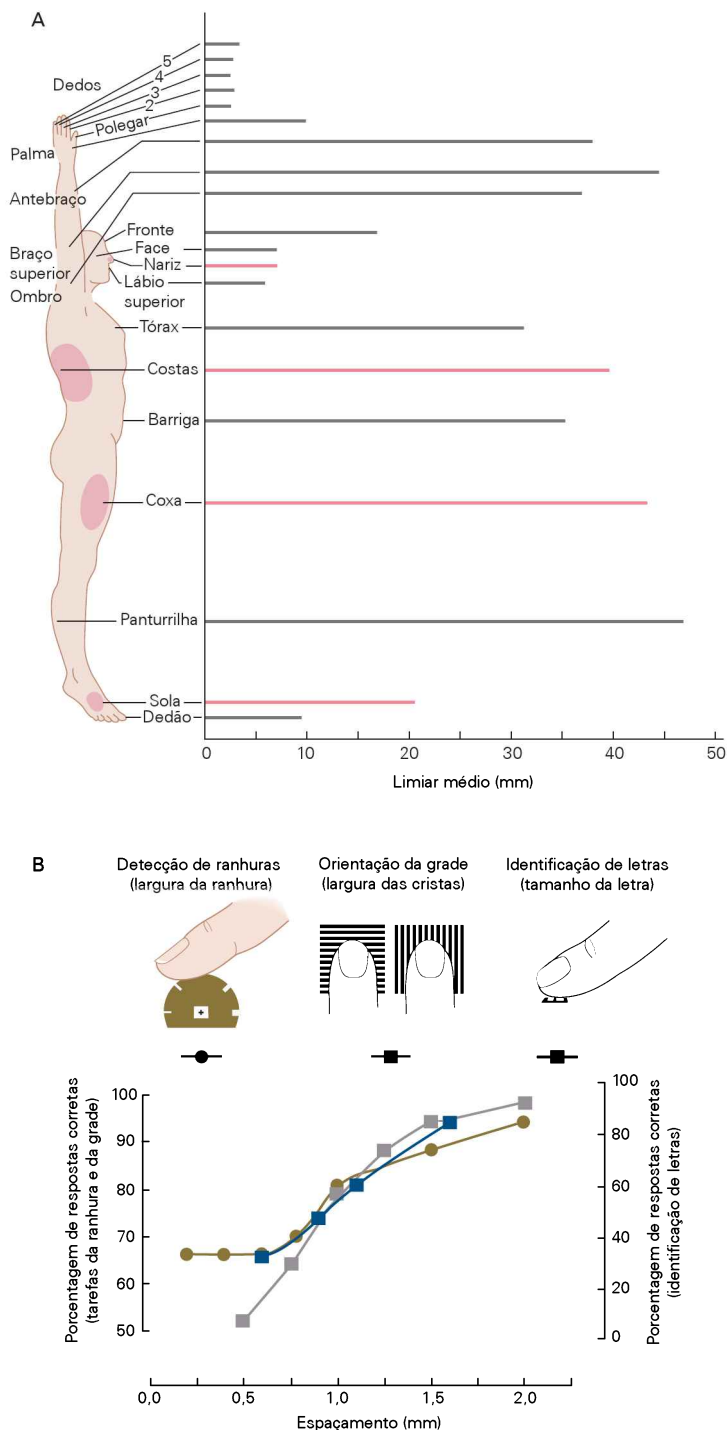 A
Dedos
5
4
3
2
Polegar
Palma
Antebraço
Braço
superior
Ombro
Fronte
Face
Nariz
Lábio
superior
Tórax
Costas
Barriga
Coxa
Panturrilha
Sola
Dedão
0 10 20 30 40 50
Limiar médio (mm)
B
Detecção de ranhuras
(largura da ranhura)
Orientação da grade
(largura das cristas)
Identificação de letras
(tamanho da letra)
Porcentagem de respostas corretas
(tarefas da ranhura e da grade)
100
90
80
70
60
50
100
80
60
40
20
0
Porcentagem de respostas corretas
(identificação de letras)
0,0 0,5 1,0 1,5 2,0
Espaçamento (mm)